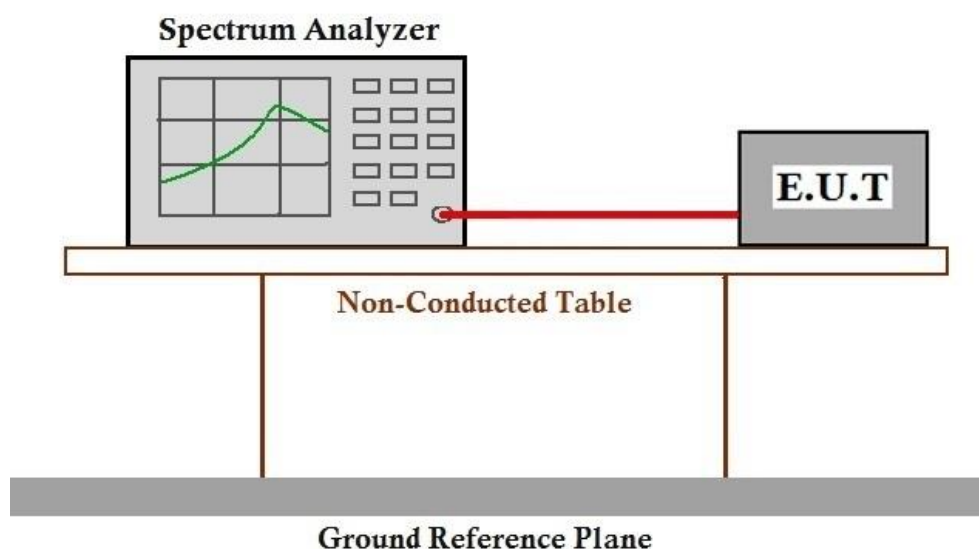 Spectrum Analyzer
E.U.T
Non-Conducted Table
Ground Reference Plane